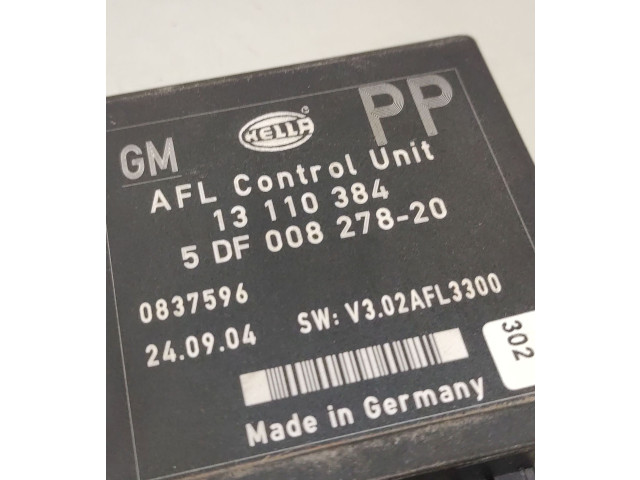 GM HELLA ® PP
AFL Control Unit
13 110 384
5 DF 008 278-20
0837596
24.09.04 SW: V3.02AFL3300
302
Made in Germany